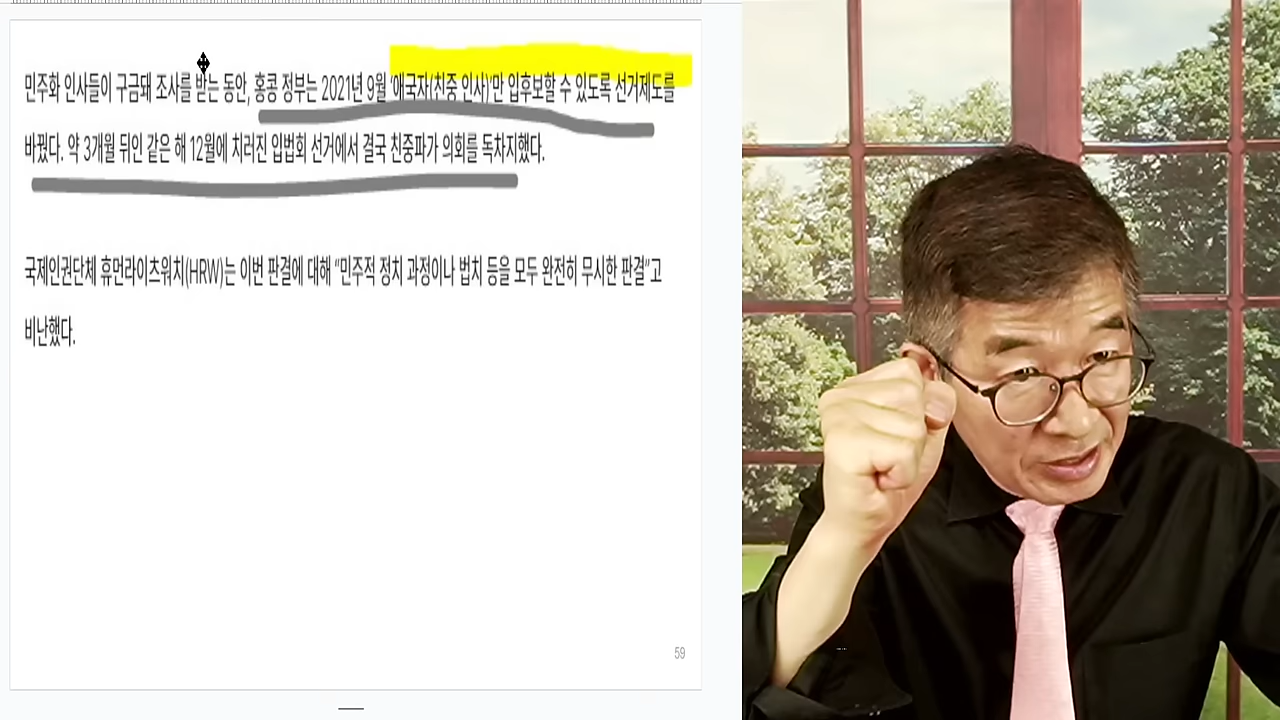 민주화 인사들이 구금돼 조사를 받는 동안, 홍콩 정부는 2021년 9월 '애국자(친중 인사)'만 입후보할 수 있도록 선거제도를
바꿨다. 약 3개월 뒤인 같은 해 12월에 치러진 입법회 선거에서 결국 친중파가 의회를 독차지했다.
국제인권단체 휴먼라이츠워치(HRW)는 이번 판결에 대해 “민주적 정치 과정이나 법치 등을 모두 완전히 무시한 판결”고
비난했다.
59